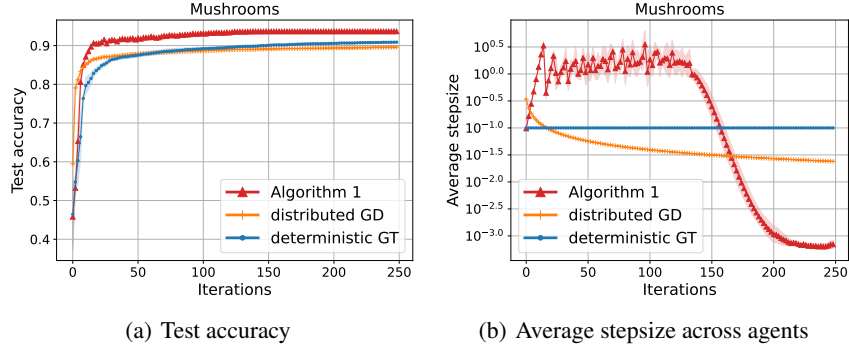 Mushrooms
0.9
0.8
0.7
0.6
0.5
0.4
Test accuracy
Algorithm 1
distributed GD
deterministic GT
0 50 100 150 200 250
Iterations
(a) Test accuracy
Mushrooms
10^0.5
10^0.0
10^−0.5
10^−1.0
10^−1.5
10^−2.0
10^−2.5
10^−3.0
Average stepsize
Algorithm 1
distributed GD
deterministic GT
0 50 100 150 200 250
Iterations
(b) Average stepsize across agents